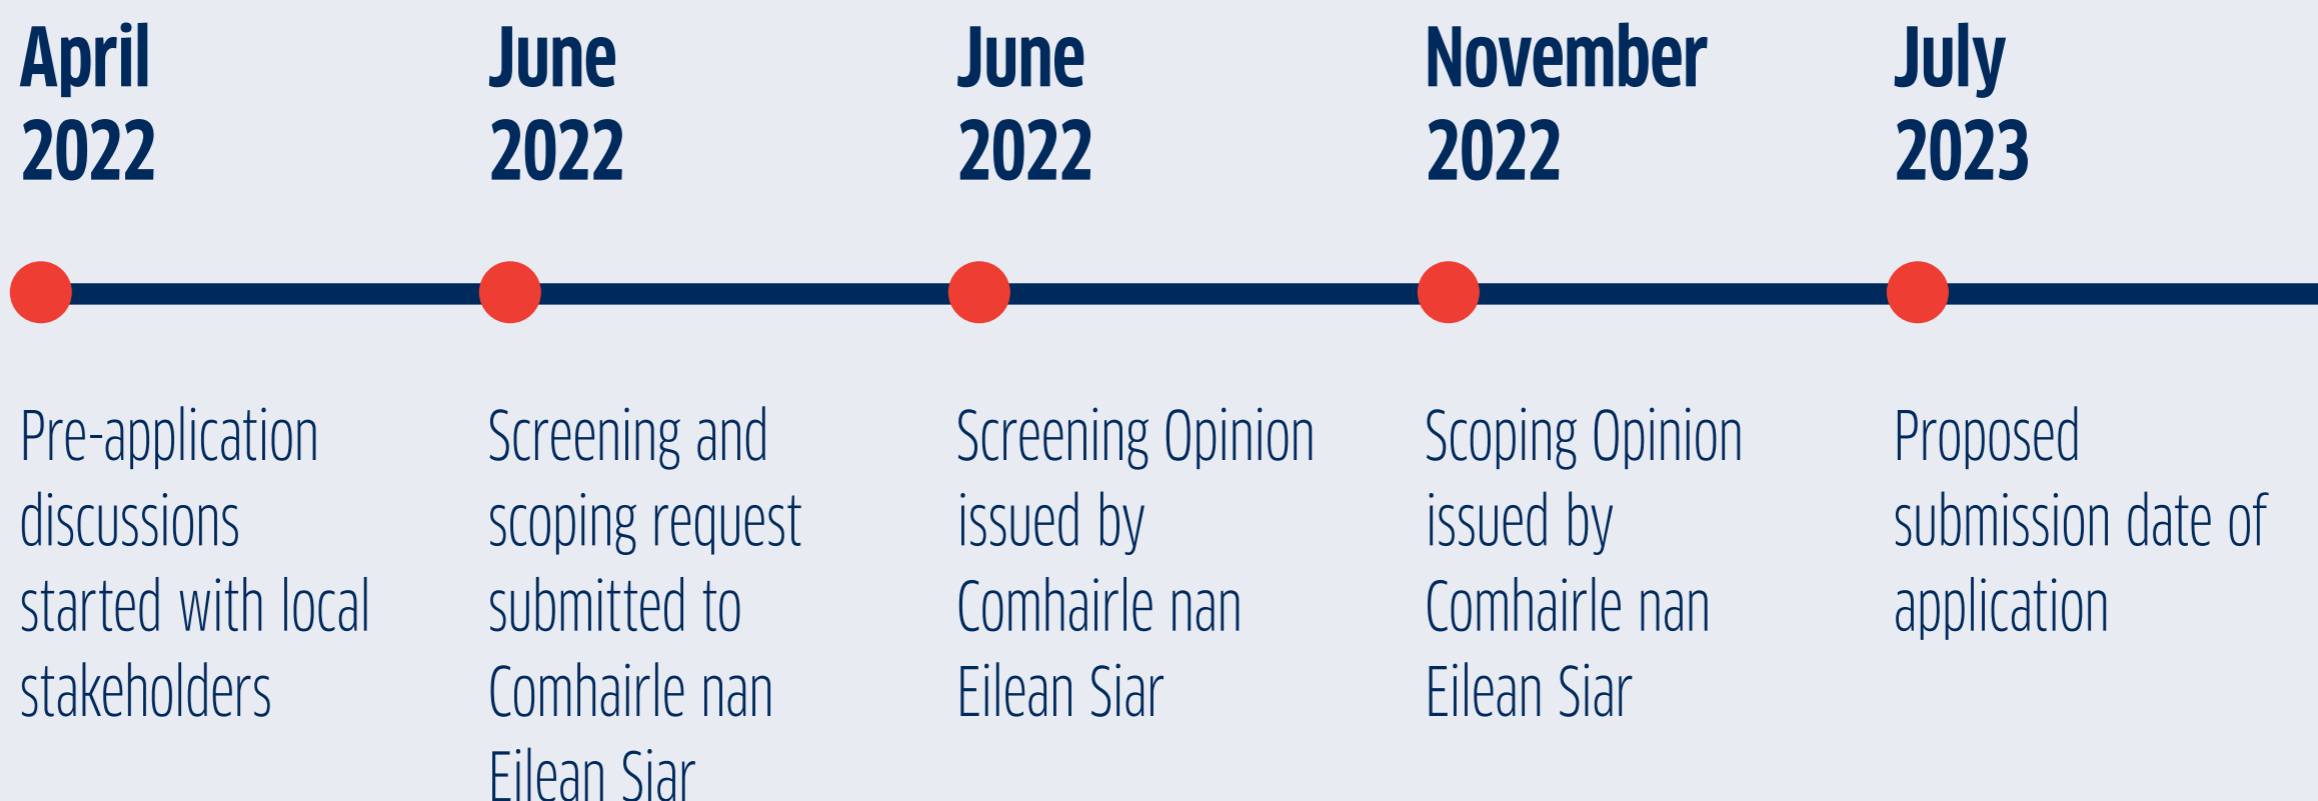 April
2022
Pre-application
discussions
started with local
stakeholders
June
2022
Screening and
scoping request
submitted to
Comhairle nan
Eilean Siar
June
2022
Screening Opinion
issued by
Comhairle nan
Eilean Siar
November
2022
Scoping Opinion
issued by
Comhairle nan
Eilean Siar
July
2023
Proposed
submission date of
application